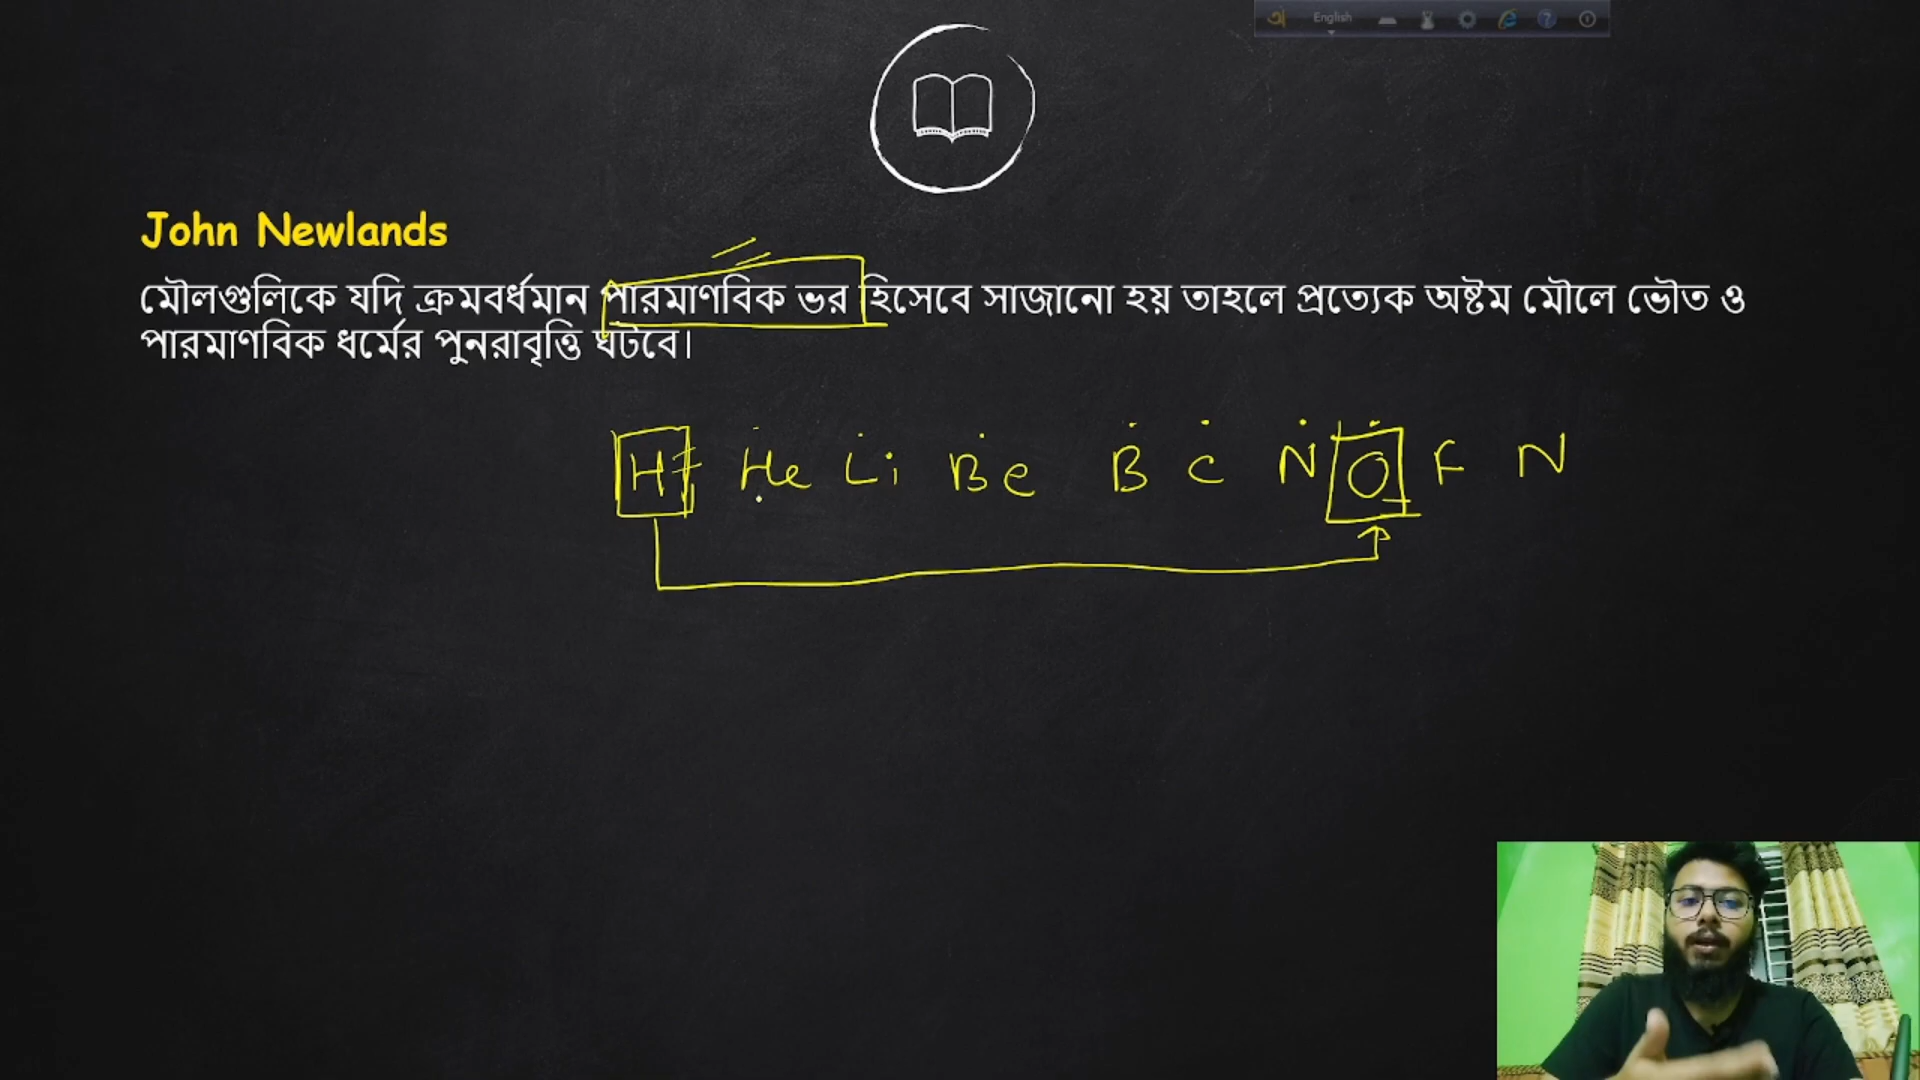 English
John Newlands
মৌলগুলিকে যদি ক্রমবর্ধমান পারমাণবিক ভর হিসেবে সাজানো হয় তাহলে প্রত্যেক অষ্টম মৌলে ভৌত ও
পারমাণবিক ধর্মের পুনরাবৃত্তি ঘটবে।
H He Li Be B C N O F N